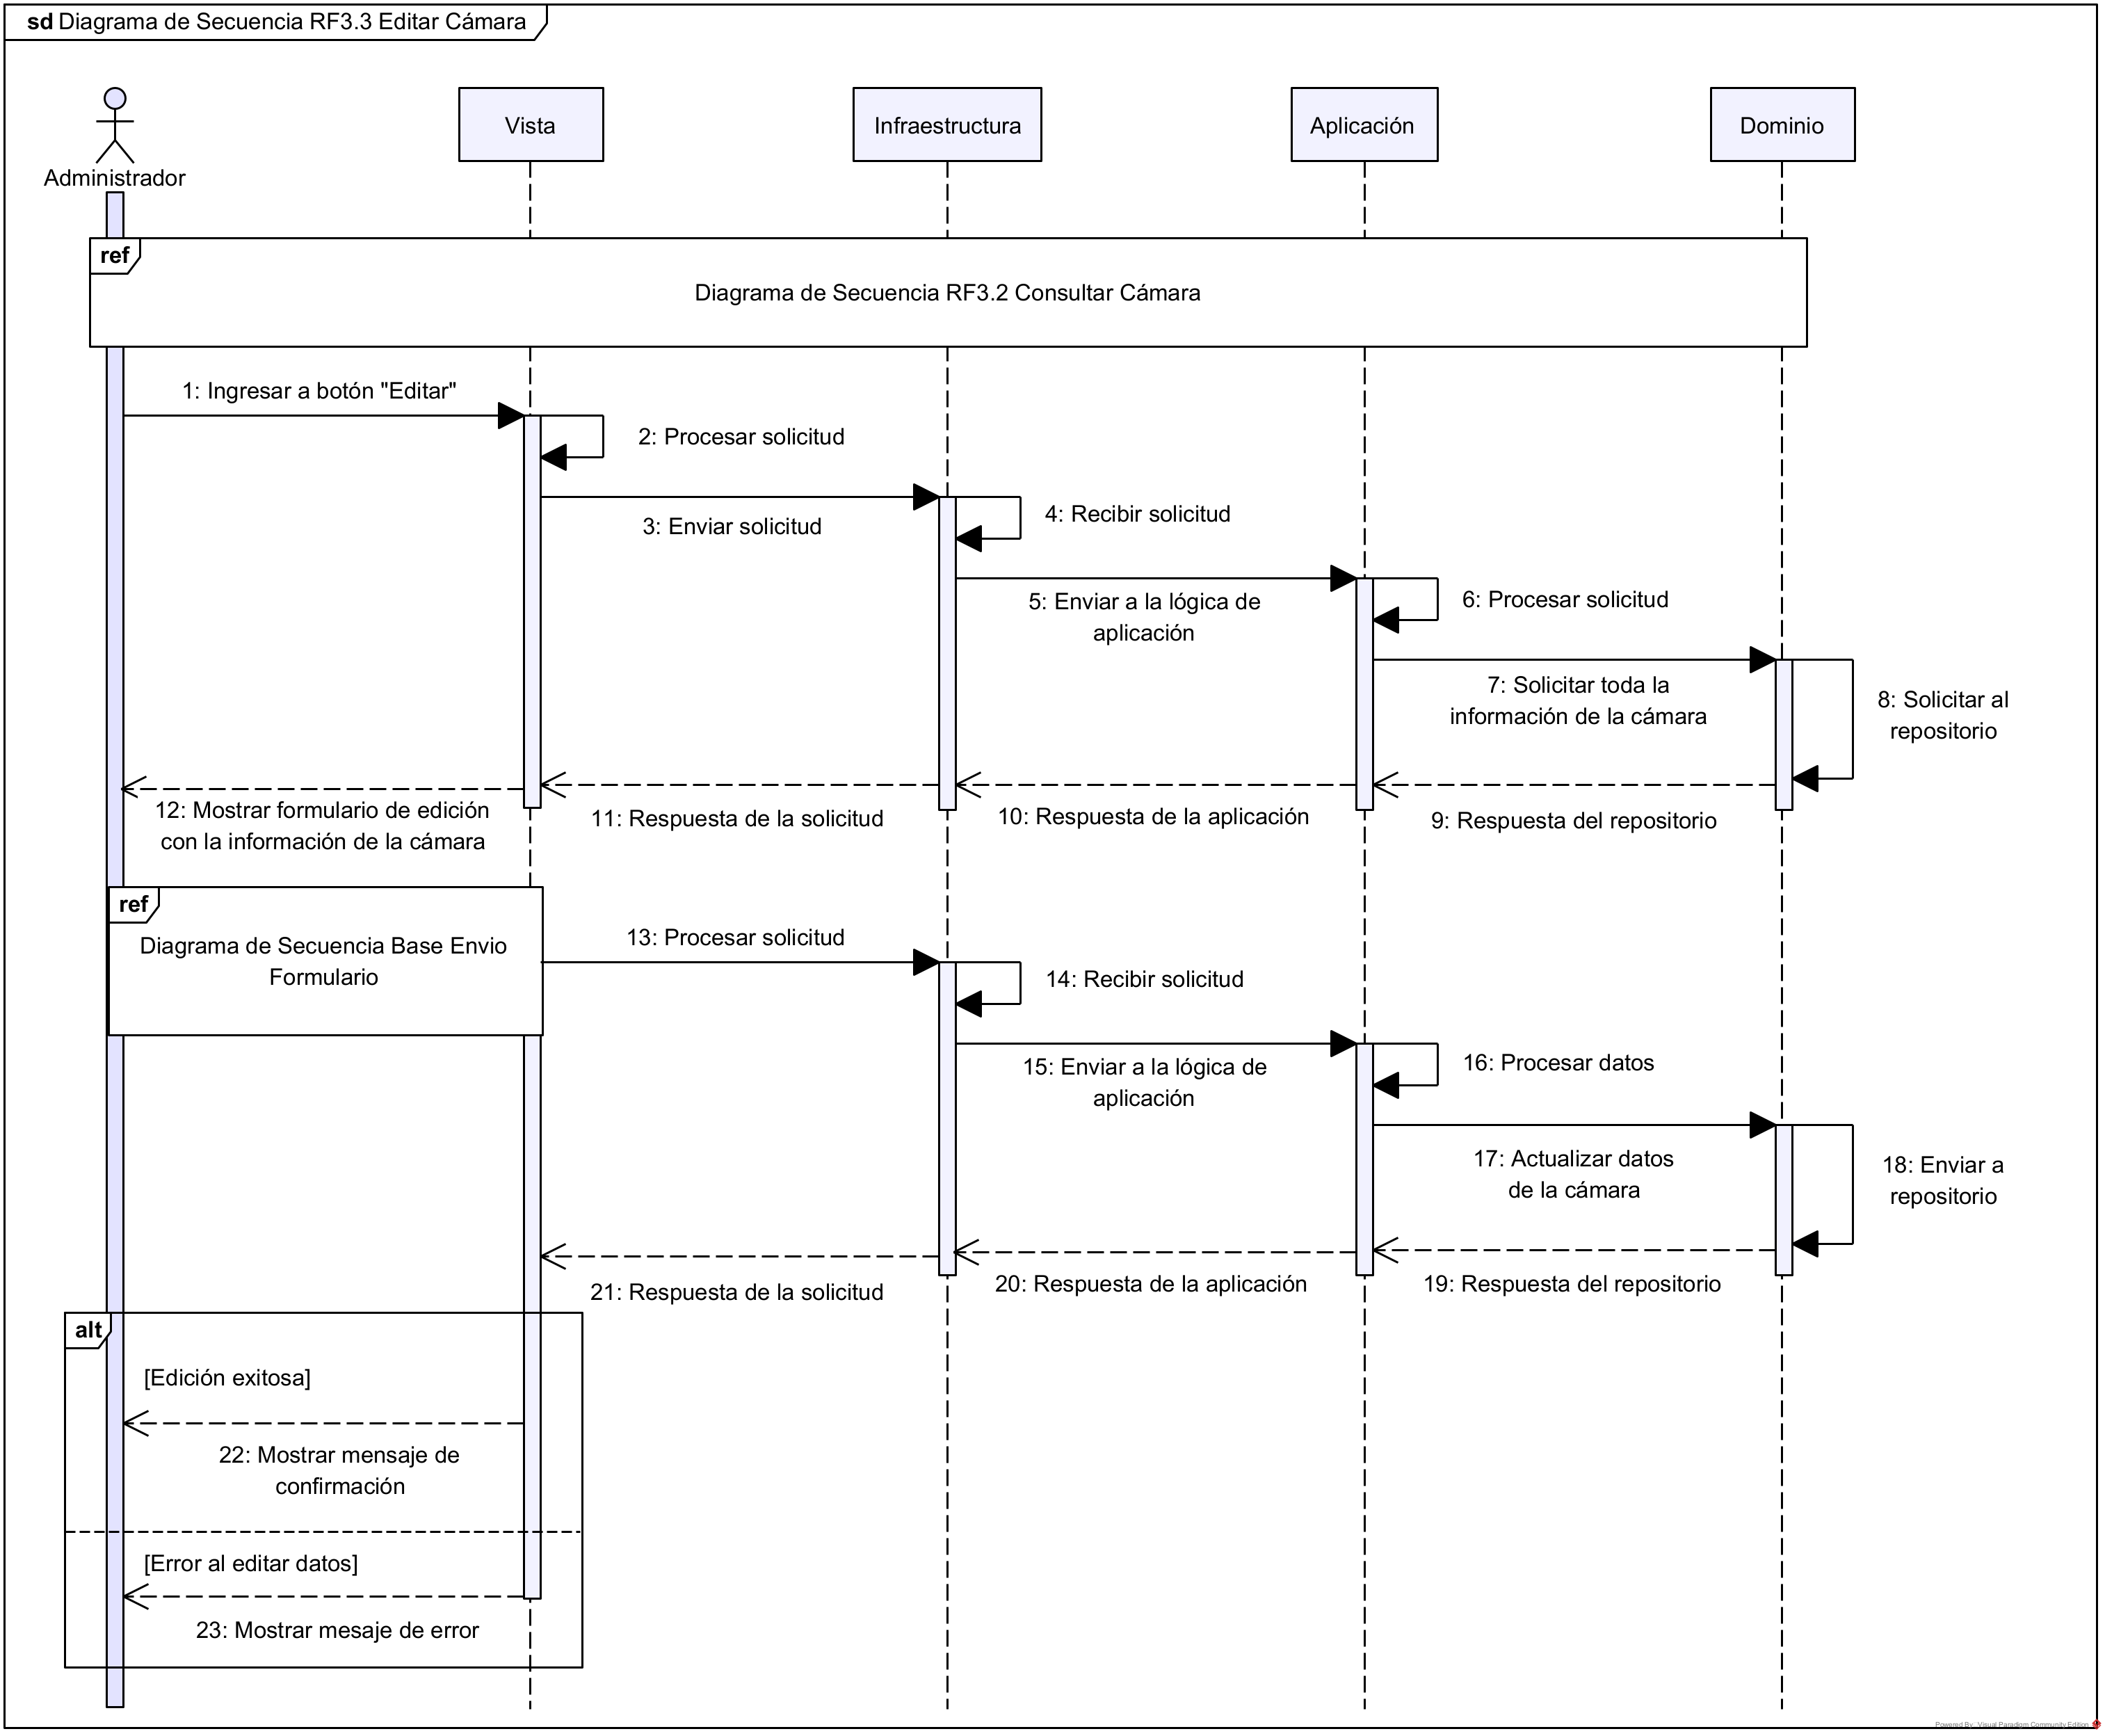 sd Diagrama de Secuencia RF3.3 Editar Cámara
Administrador
Vista
Infraestructura
Aplicación
Dominio
ref
Diagrama de Secuencia RF3.2 Consultar Cámara
1: Ingresar a botón "Editar"
2: Procesar solicitud
3: Enviar solicitud
4: Recibir solicitud
5: Enviar a la lógica de
aplicación
6: Procesar solicitud
7: Solicitar toda la
información de la cámara
8: Solicitar al
repositorio
9: Respuesta del repositorio
10: Respuesta de la aplicación
11: Respuesta de la solicitud
12: Mostrar formulario de edición
con la información de la cámara
ref
Diagrama de Secuencia Base Envio
Formulario
13: Procesar solicitud
14: Recibir solicitud
15: Enviar a la lógica de
aplicación
16: Procesar datos
17: Actualizar datos
de la cámara
18: Enviar a
repositorio
19: Respuesta del repositorio
20: Respuesta de la aplicación
21: Respuesta de la solicitud
alt
[Edición exitosa]
22: Mostrar mensaje de
confirmación
[Error al editar datos]
23: Mostrar mesaje de error
Powered By Visual Paradigm Community Edition